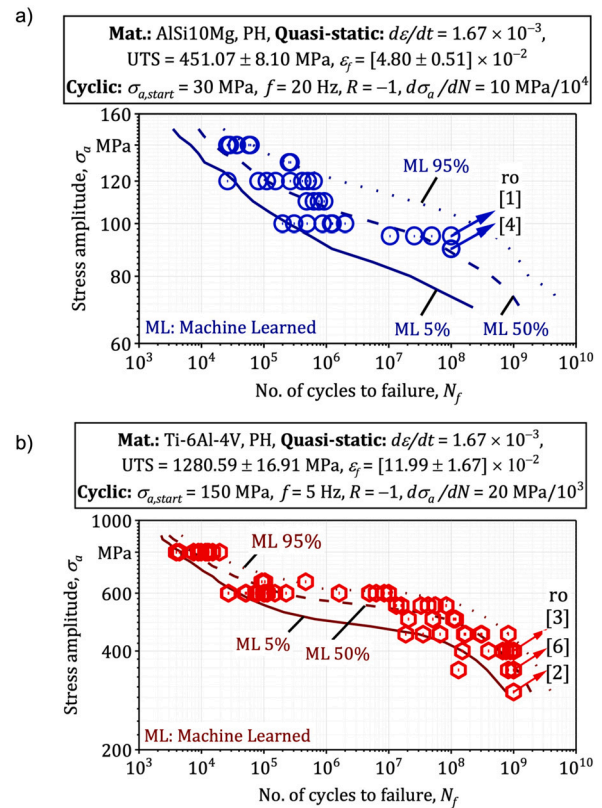 a)
Mat.: AlSi10Mg, PH, Quasi-static: dε/dt = 1.67 × 10⁻³,
UTS = 451.07 ± 8.10 MPa, ε_f = [4.80 ± 0.51] × 10⁻²
Cyclic: σ_a,start = 30 MPa, f = 20 Hz, R = −1, dσ_a/dN = 10 MPa/10⁴
Stress amplitude, σ_a
160
MPa
120
100
80
60
ML 95%
ro
[1]
[4]
ML: Machine Learned
ML 5%
ML 50%
10³ 10⁴ 10⁵ 10⁶ 10⁷ 10⁸ 10⁹ 10¹⁰
No. of cycles to failure, N_f
b)
Mat.: Ti-6Al-4V, PH, Quasi-static: dε/dt = 1.67 × 10⁻³,
UTS = 1280.59 ± 16.91 MPa, ε_f = [11.99 ± 1.67] × 10⁻²
Cyclic: σ_a,start = 150 MPa, f = 5 Hz, R = −1, dσ_a/dN = 20 MPa/10³
Stress amplitude, σ_a
1000
MPa
600
400
200
ML 95%
ML 5%
ML 50%
ro
[3]
[6]
[2]
ML: Machine Learned
10³ 10⁴ 10⁵ 10⁶ 10⁷ 10⁸ 10⁹ 10¹⁰
No. of cycles to failure, N_f